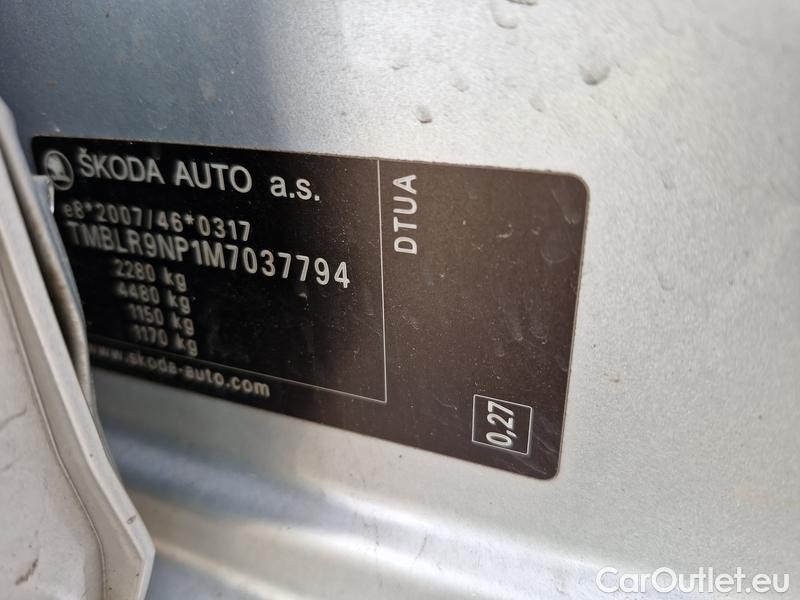 ŠKODA AUTO a.s.
e8*2007/46*0317
TMBLR9NP1M7037794
2280 kg
4480 kg
1150 kg
1170 kg
www.skoda-auto.com
DTUA
0,27
CarOutlet.eu